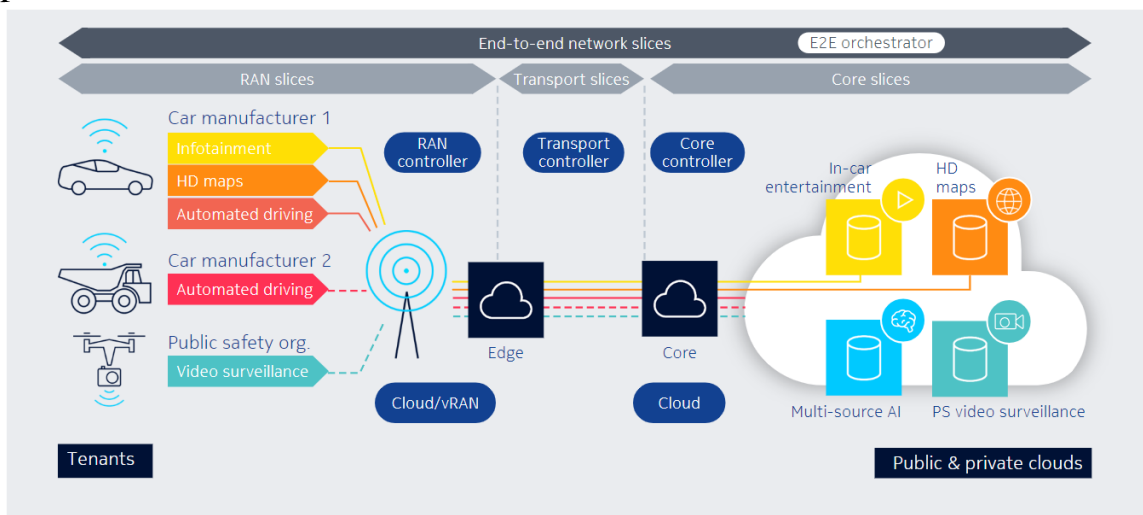 End-to-end network slices
E2E orchestrator
RAN slices
Transport slices
Core slices
Car manufacturer 1
Infotainment
HD maps
Automated driving
RAN
controller
Transport
controller
Core
controller
In-car
entertainment
HD
maps
Car manufacturer 2
Automated driving
Public safety org.
Video surveillance
Edge
Core
Cloud/vRAN
Cloud
Multi-source AI
PS video surveillance
Tenants
Public & private clouds